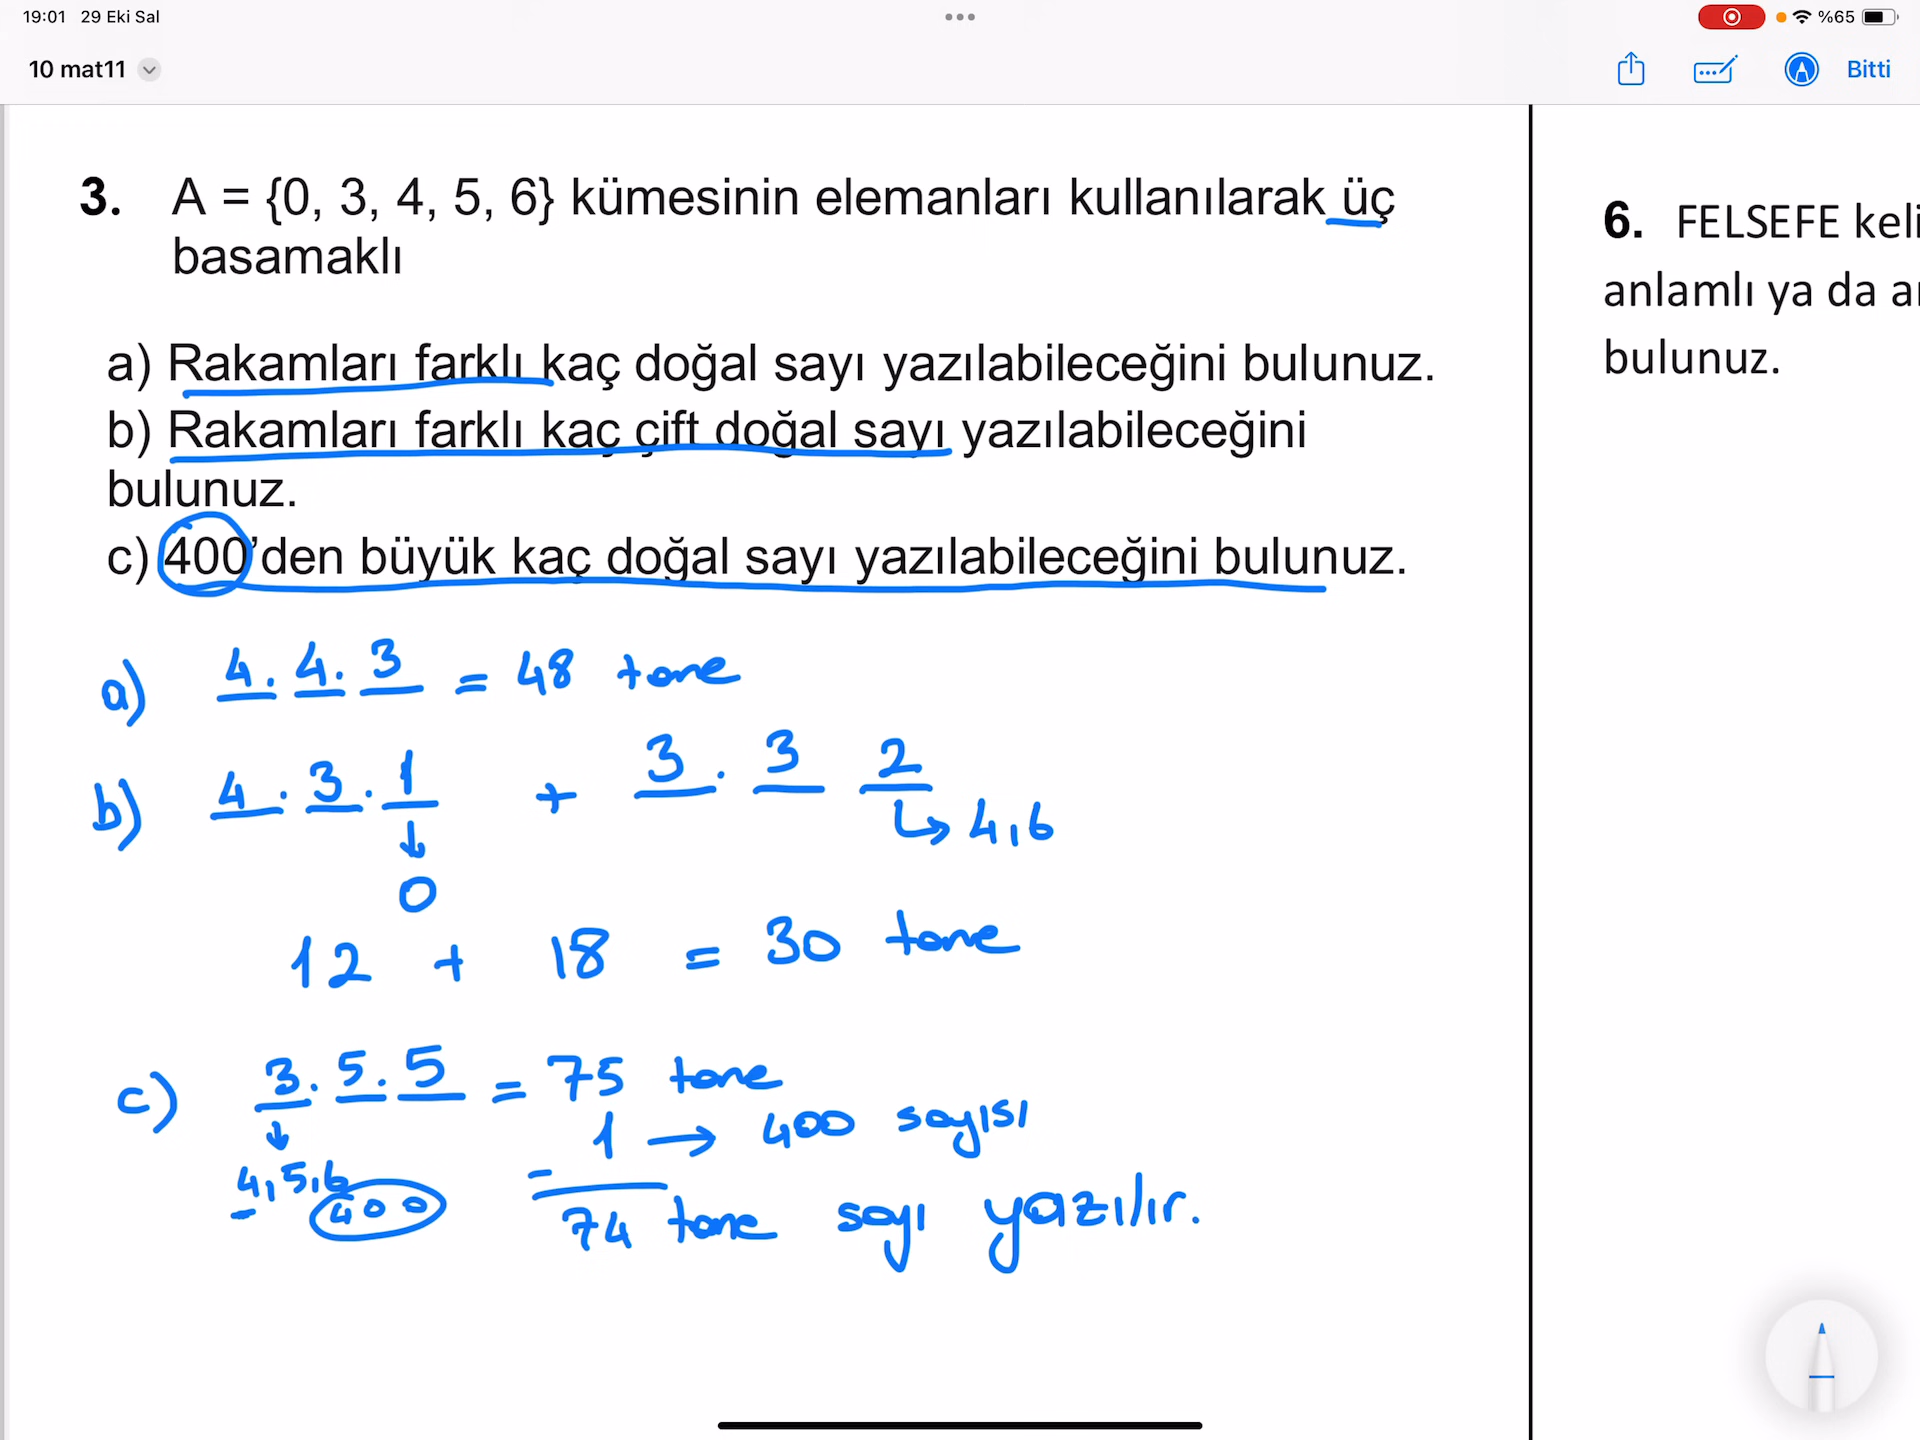 19:01 29 Eki Sal
%65
10 mat11
Bitti
3. A = {0, 3, 4, 5, 6} kümesinin elemanları kullanılarak üç
basamaklı
a) Rakamları farklı kaç doğal sayı yazılabileceğini bulunuz.
b) Rakamları farklı kaç çift doğal sayı yazılabileceğini
bulunuz.
c) 400'den büyük kaç doğal sayı yazılabileceğini bulunuz.
a) 4 . 4 . 3 = 48 tane
b) 4 . 3 . 1 + 3 . 3 2
4,6
0
12 + 18 = 30 tane
c) 3 . 5 . 5 = 75 tane
1 → 400 sayısı
4,5,6
400
- 74 tane sayı yazılır.
6. FELSEFE keli
anlamlı ya da a
bulunuz.